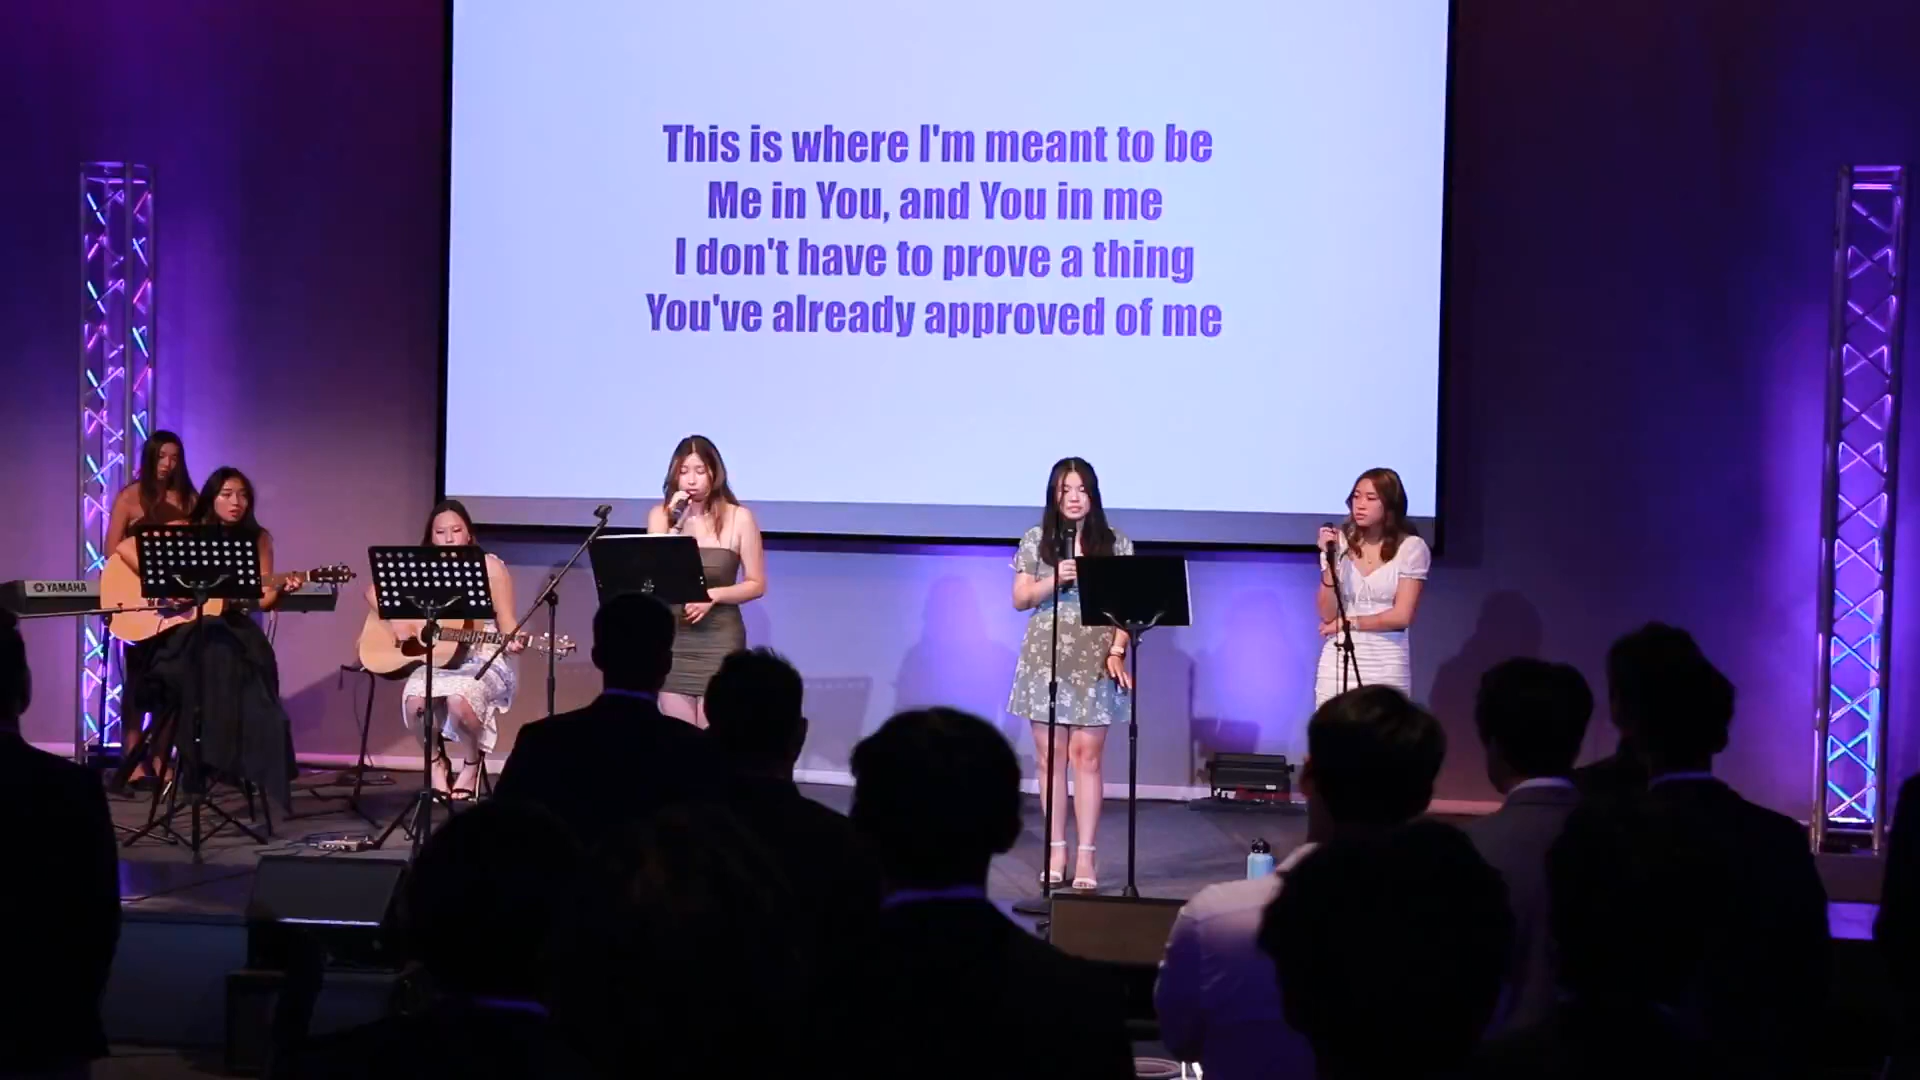 This is where I'm meant to be
Me in You, and You in me
I don't have to prove a thing
You've already approved of me
YAMAHA